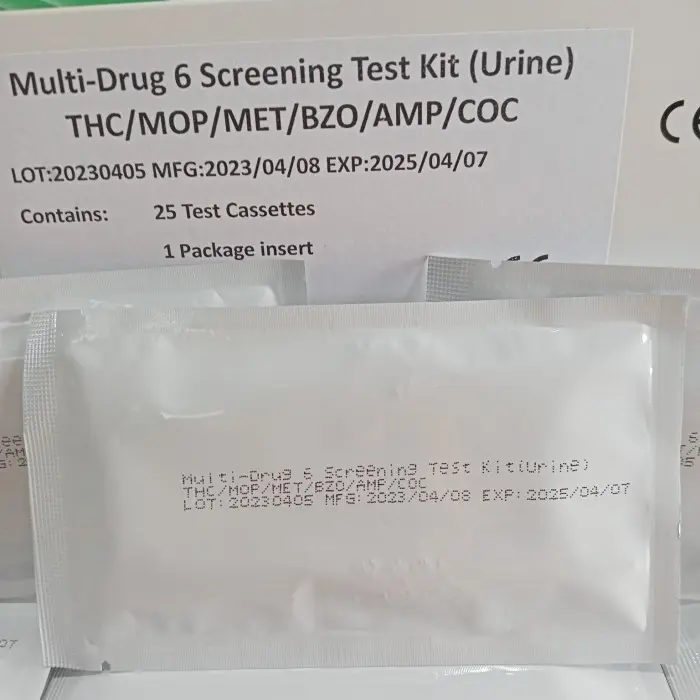 Multi-Drug 6 Screening Test Kit (Urine)
THC/MOP/MET/BZO/AMP/COC
LOT:20230405 MFG:2023/04/08 EXP:2025/04/07
Contains: 25 Test Cassettes
1 Package insert
CE
Multi-Drug 6 Screening Test Kit(Urine)
THC/MOP/MET/BZO/AMP/COC
LOT:20230405 MFG:2023/04/08 EXP:2025/04/07
07